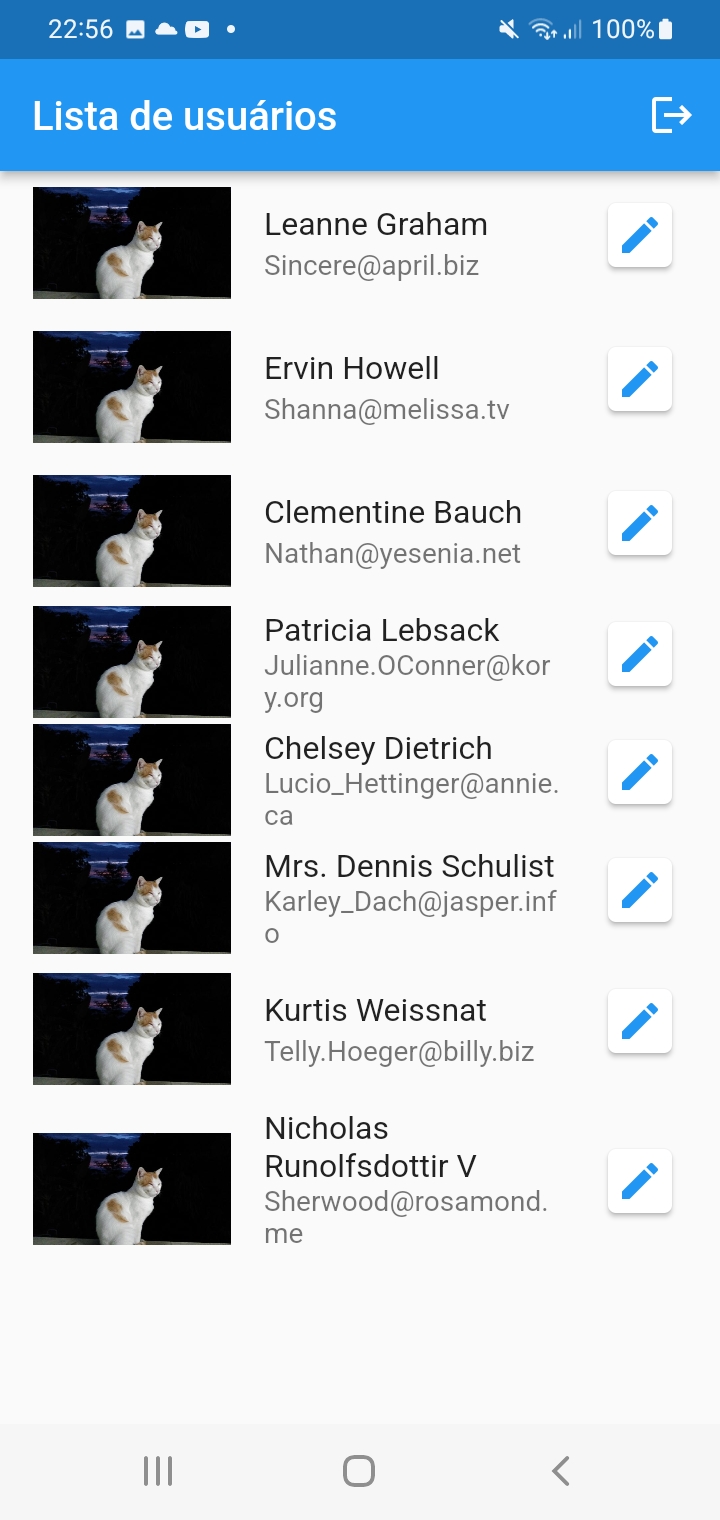 22:56
100%
Lista de usuários
Leanne Graham
Sincere@april.biz
Ervin Howell
Shanna@melissa.tv
Clementine Bauch
Nathan@yesenia.net
Patricia Lebsack
Julianne.OConner@kor
y.org
Chelsey Dietrich
Lucio_Hettinger@annie.
ca
Mrs. Dennis Schulist
Karley_Dach@jasper.inf
o
Kurtis Weissnat
Telly.Hoeger@billy.biz
Nicholas
Runolfsdottir V
Sherwood@rosamond.
me